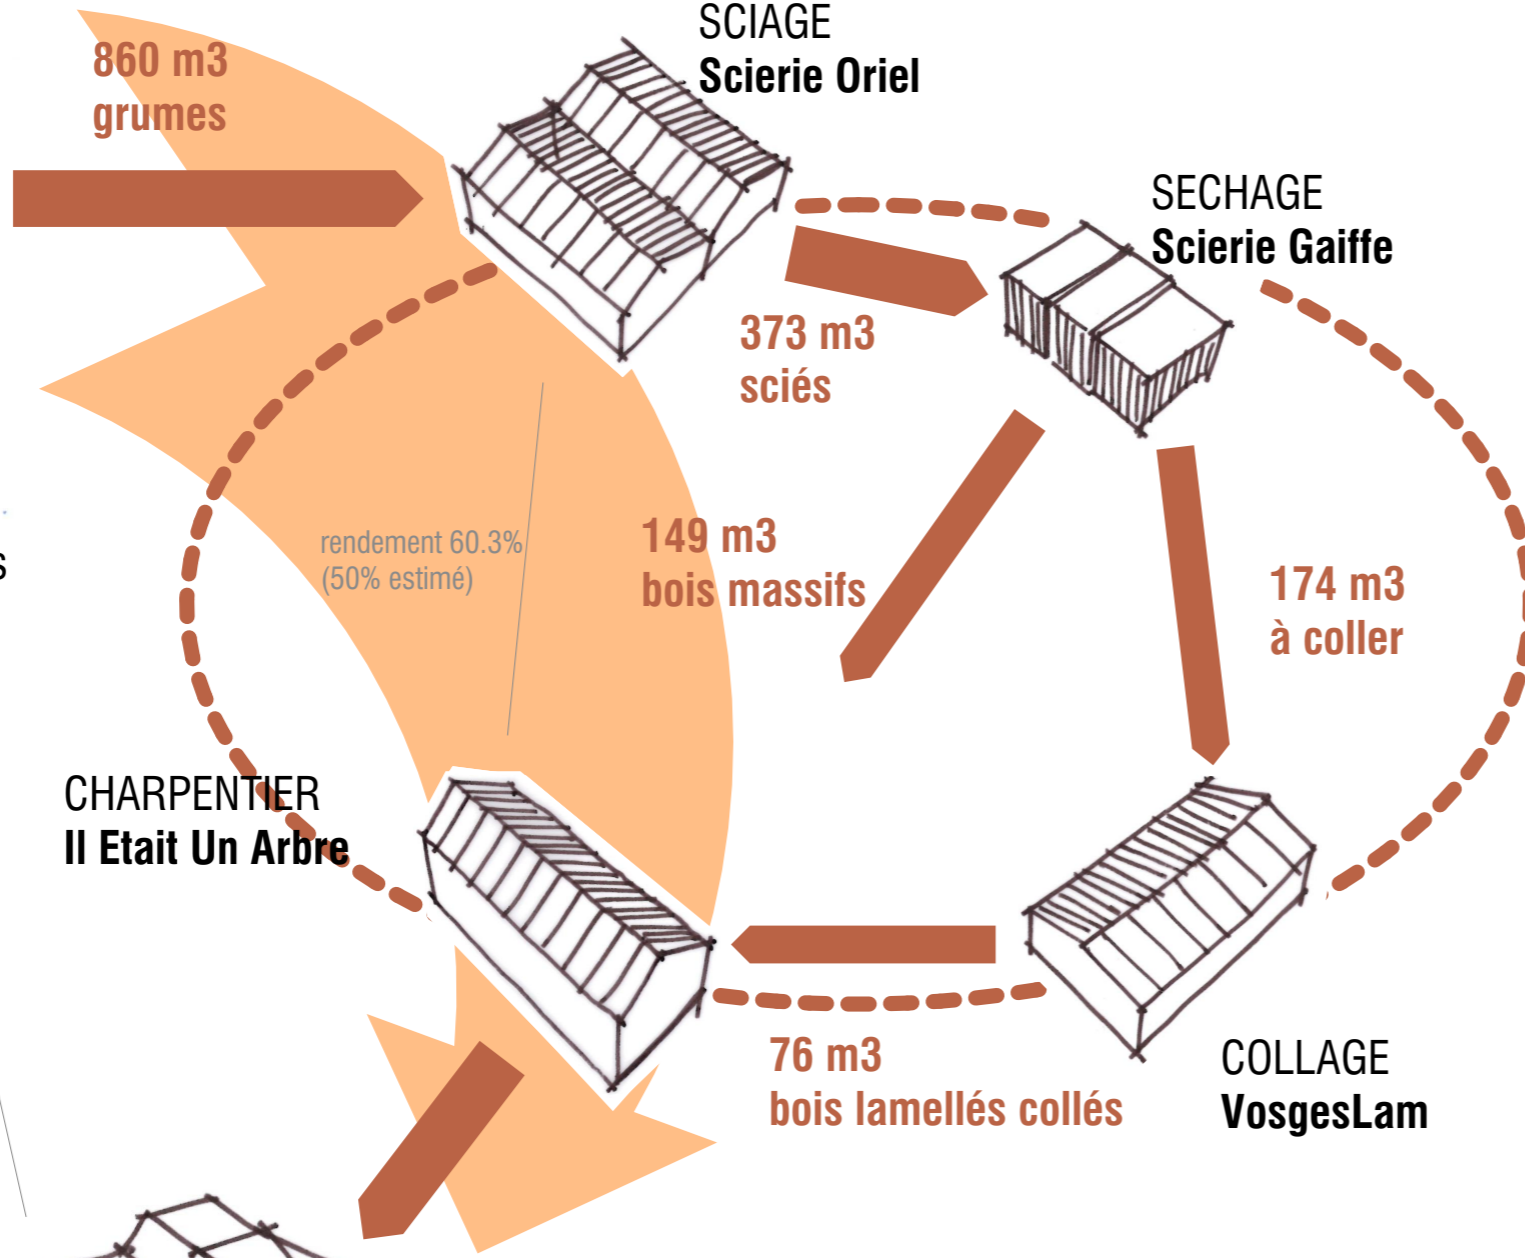 SCIAGE
Scierie Oriel
860 m3
grumes
SECHAGE
Scierie Gaiffe
373 m3
sciés
rendement 60.3%
(50% estimé)
149 m3
bois massifs
174 m3
à coller
CHARPENTIER
Il Etait Un Arbre
76 m3
bois lamellés collés
COLLAGE
VosgesLam